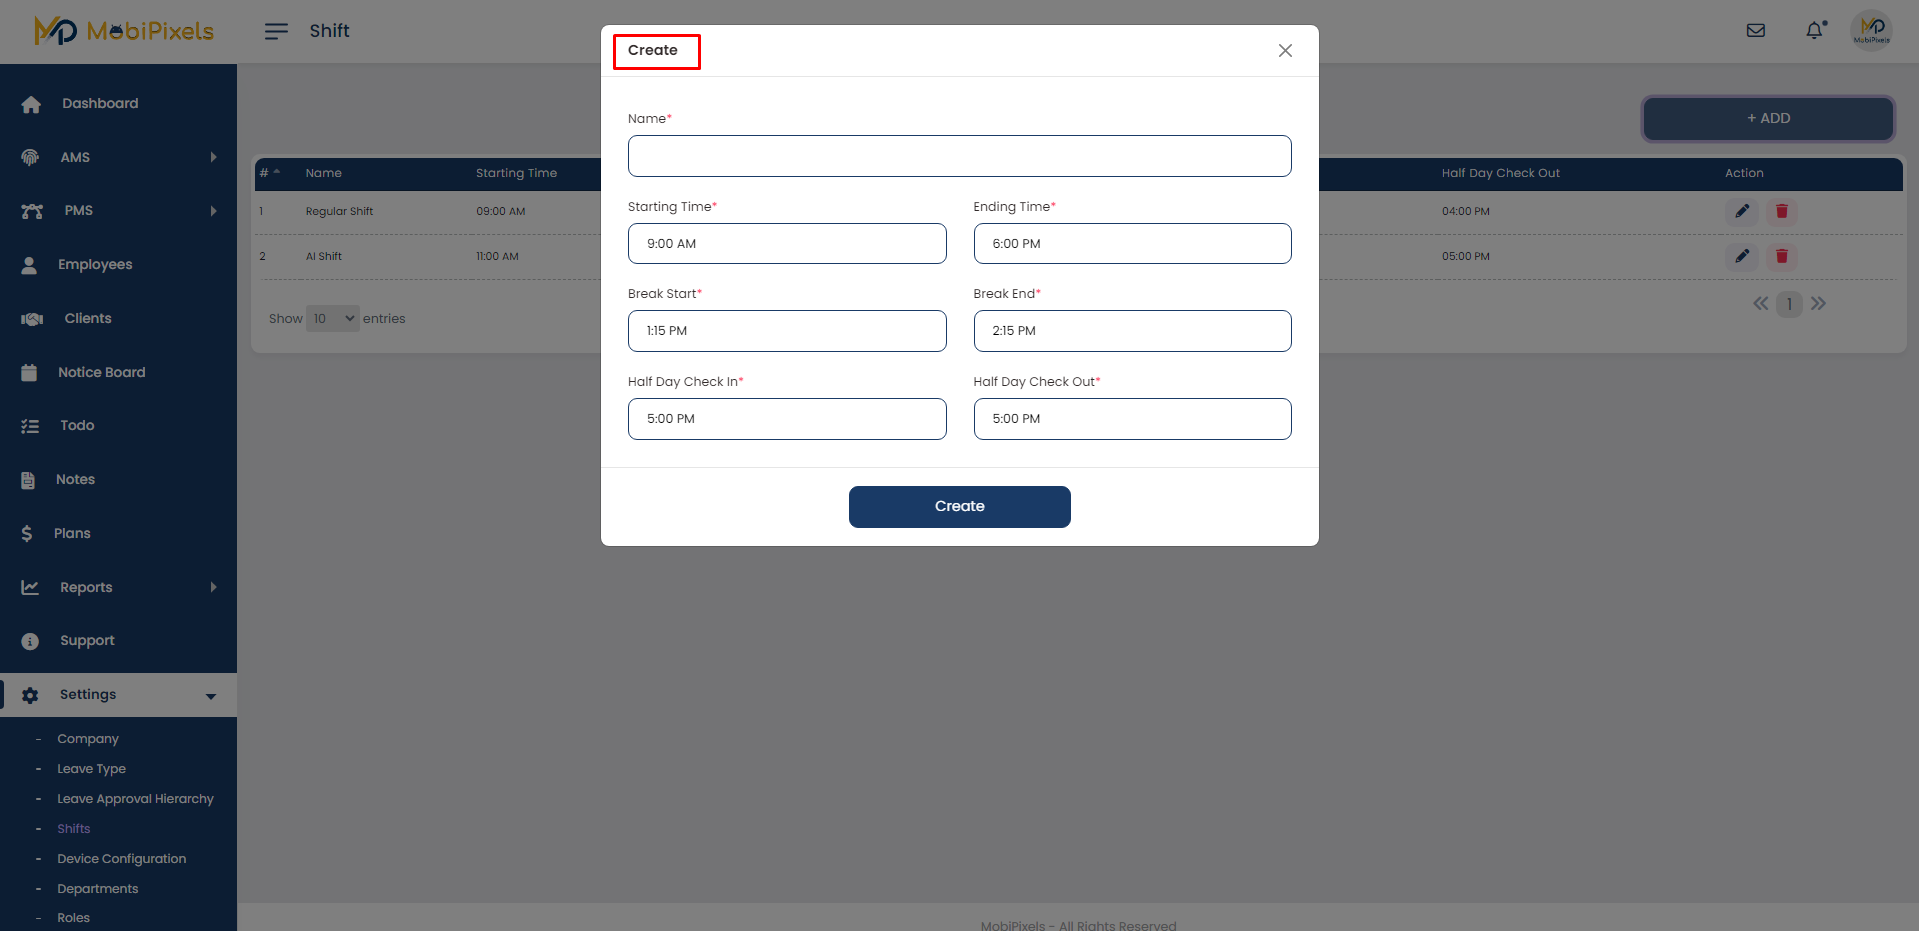 MP MobiPixels
Shift
MP
MobiPixels
Dashboard
AMS
PMS
Employees
Clients
Notice Board
Todo
Notes
$ Plans
Reports
Support
Settings
- Company
- Leave Type
- Leave Approval Hierarchy
- Shifts
- Device Configuration
- Departments
- Roles
+ ADD
# Name Starting Time Half Day Check Out Action
1 Regular Shift 09:00 AM 04:00 PM
2 AI Shift 11:00 AM 05:00 PM
Show 10 entries
« 1 »
Create
Name*
Starting Time* Ending Time*
9:00 AM 6:00 PM
Break Start* Break End*
1:15 PM 2:15 PM
Half Day Check In* Half Day Check Out*
5:00 PM 5:00 PM
Create
MobiPixels - All Rights Reserved